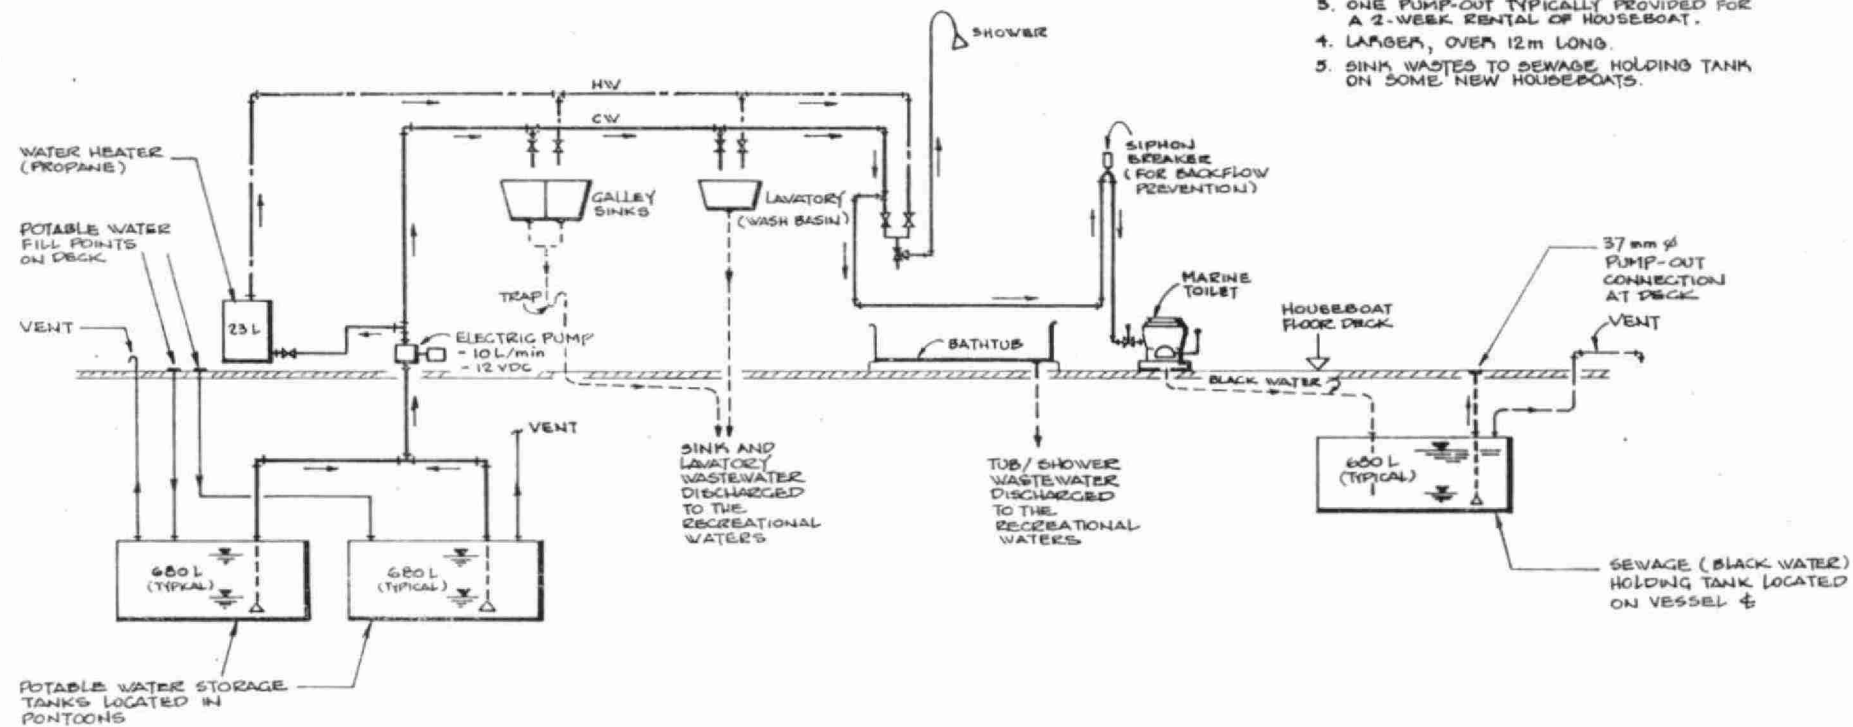 3. ONE PUMP-OUT TYPICALLY PROVIDED FOR
A 2-WEEK RENTAL OF HOUSEBOAT.
4. LARGER, OVER 12m LONG.
5. SINK WASTES TO SEWAGE HOLDING TANK
ON SOME NEW HOUSEBOATS.
SHOWER
HW
CW
WATER HEATER
(PROPANE)
POTABLE WATER
FILL POINTS
ON DECK
VENT
23 L
GALLEY
SINKS
LAVATORY
(WASH BASIN)
SIPHON
BREAKER
(FOR BACKFLOW
PREVENTION)
TRAP
ELECTRIC PUMP
- 10 L/min
- 12 VDC
BATHTUB
MARINE
TOILET
HOUSEBOAT
FLOOR DECK
37 mm ⌀
PUMP-OUT
CONNECTION
AT DECK
VENT
BLACK WATER
VENT
SINK AND
LAVATORY
WASTEWATER
DISCHARGED
TO THE
RECREATIONAL
WATERS
TUB/SHOWER
WASTEWATER
DISCHARGED
TO THE
RECREATIONAL
WATERS
680 L
(TYPICAL)
680 L
(TYPICAL)
680 L
(TYPICAL)
SEWAGE (BLACK WATER)
HOLDING TANK LOCATED
ON VESSEL ℄
POTABLE WATER STORAGE
TANKS LOCATED IN
PONTOONS